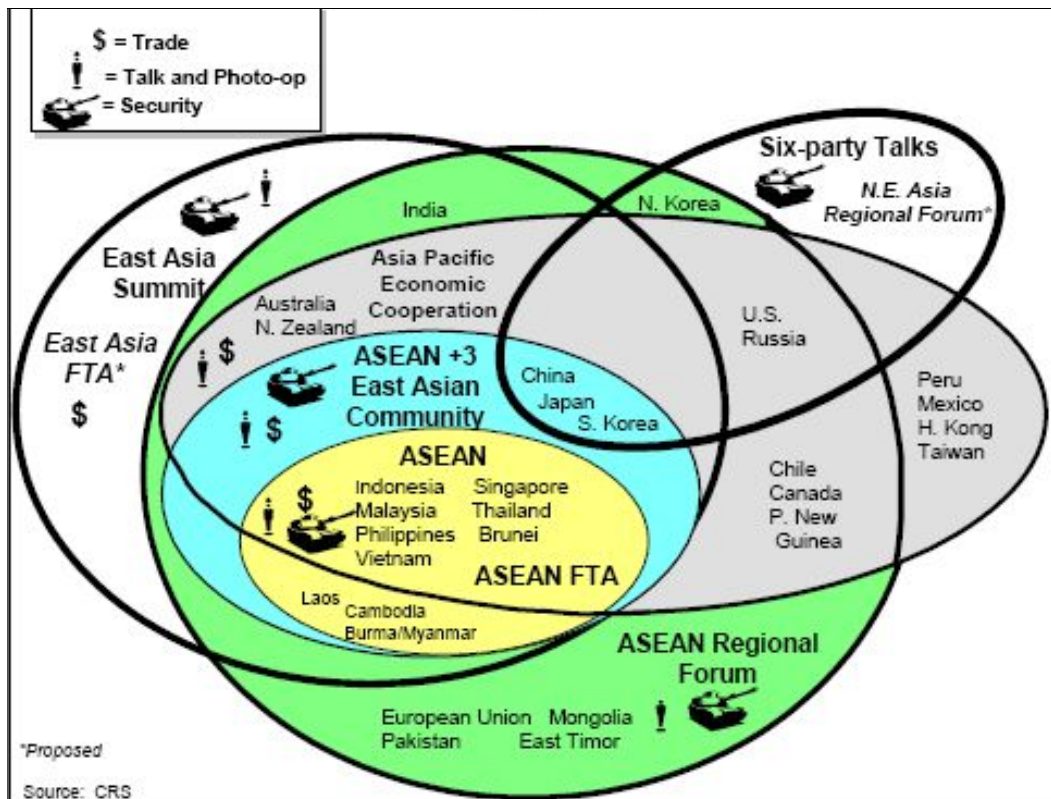 $ = Trade
= Talk and Photo-op
= Security
Six-party Talks
N.E. Asia
Regional Forum*
N. Korea
India
East Asia
Summit
East Asia
FTA*
$
Asia Pacific
Economic
Cooperation
Australia
N. Zealand
$
U.S.
Russia
ASEAN +3
East Asian
Community
$
China
Japan
S. Korea
Peru
Mexico
H. Kong
Taiwan
Chile
Canada
P. New
Guinea
ASEAN
$
Indonesia Singapore
Malaysia Thailand
Philippines Brunei
Vietnam
ASEAN FTA
Laos
Cambodia
Burma/Myanmar
ASEAN Regional
Forum
European Union Mongolia
Pakistan East Timor
*Proposed
Source: CRS